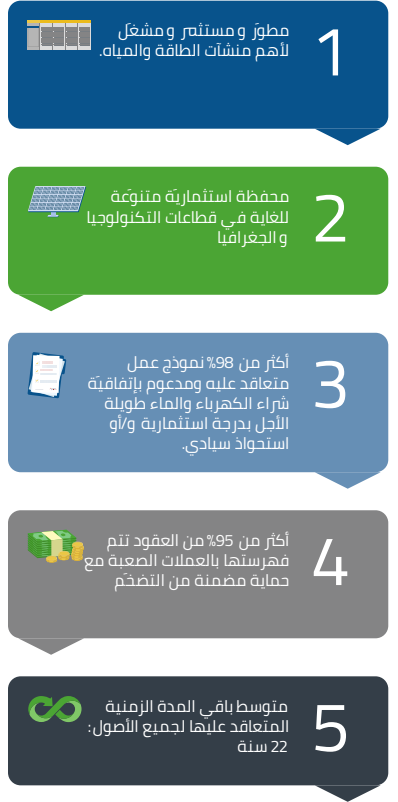 1
مطوّر ومستثمر ومشغّل
لأهم منشآت الطاقة والمياه.
2
محفظة استثماريّة متنوّعة
للغاية في قطاعات التكنولوجيا
والجغرافيا
3
أكثر من 98% نموذج عمل
متعاقد عليه ومدعوم بإتفاقيّة
شراء الكهرباء والماء طويلة
الأجل بدرجة استثمارية و/أو
استحواذ سيادي.
4
أكثر من 95% من العقود تتم
فهرستها بالعملات الصعبة مع
حماية مضمنة من التضخّم
5
متوسط باقي المدة الزمنية
المتعاقد عليها لجميع الأصول:
22 سنة